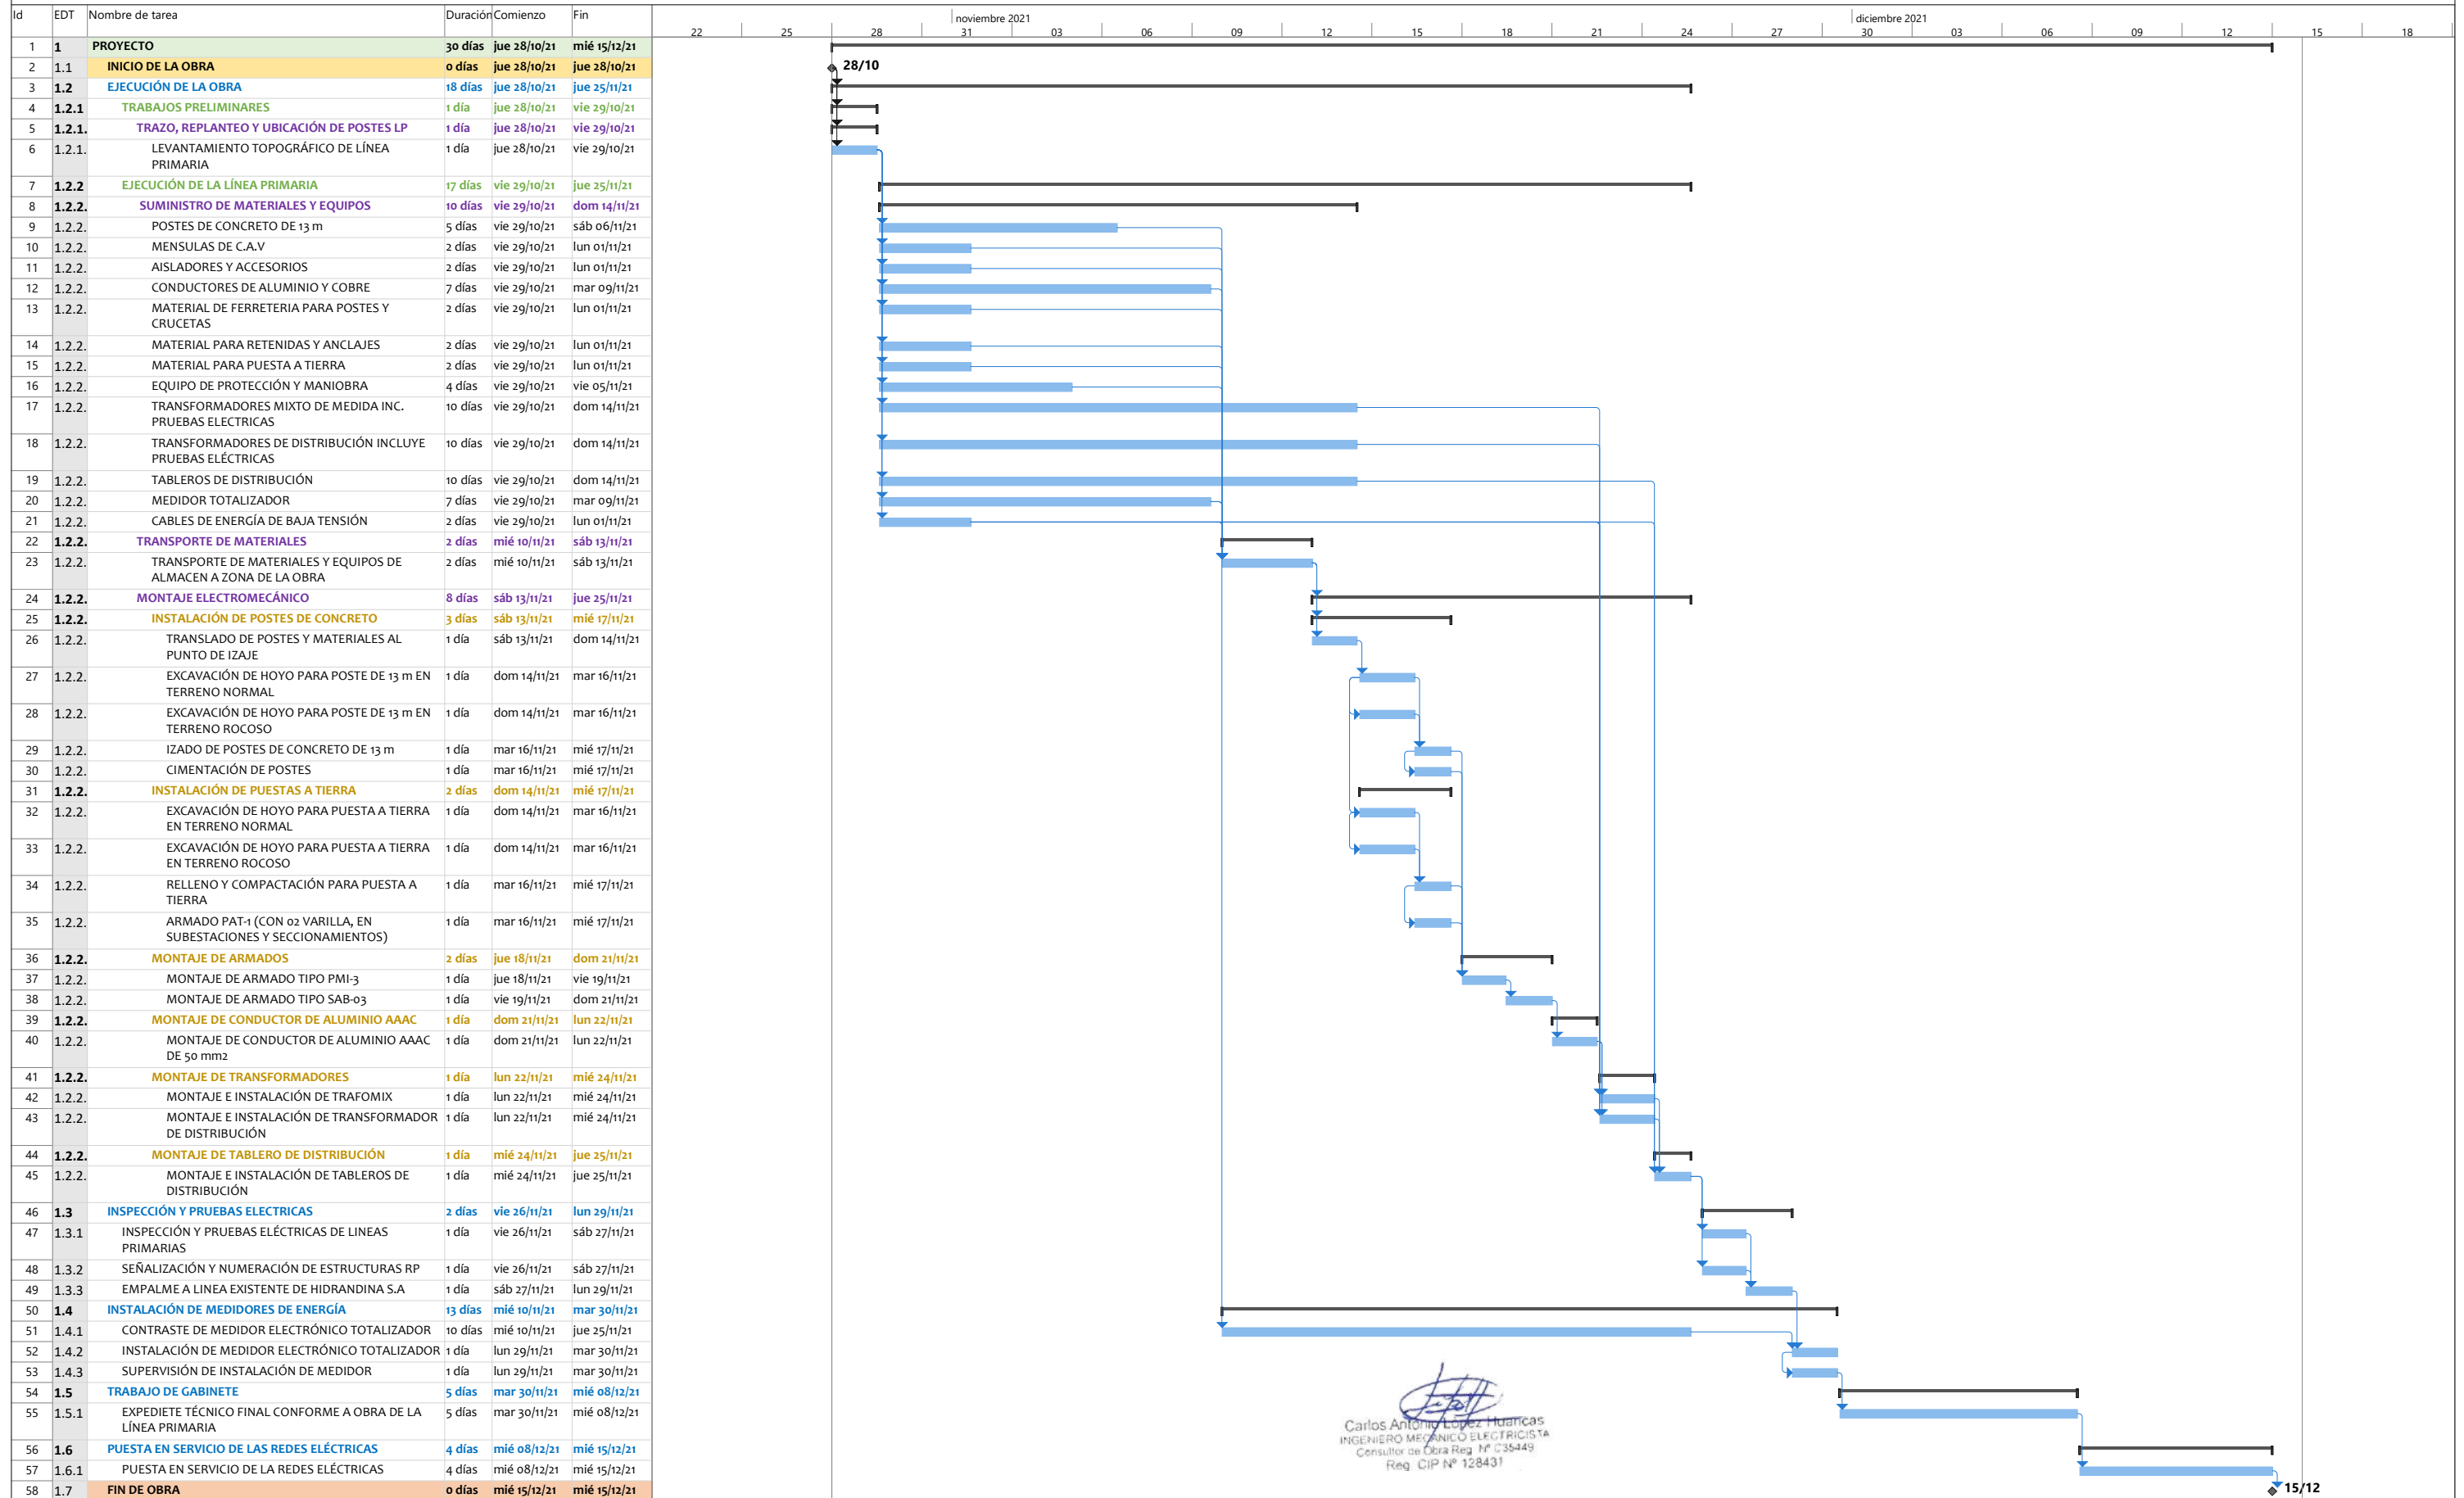 Id EDT Nombre de tarea Duración Comienzo Fin
noviembre 2021 diciembre 2021
22 25 28 31 03 06 09 12 15 18 21 24 27 30 03 06 09 12 15 18
1 1 PROYECTO 30 días jue 28/10/21 mié 15/12/21
2 1.1 INICIO DE LA OBRA 0 días jue 28/10/21 jue 28/10/21 28/10
3 1.2 EJECUCIÓN DE LA OBRA 18 días jue 28/10/21 jue 25/11/21
4 1.2.1 TRABAJOS PRELIMINARES 1 día jue 28/10/21 vie 29/10/21
5 1.2.1. TRAZO, REPLANTEO Y UBICACIÓN DE POSTES LP 1 día jue 28/10/21 vie 29/10/21
6 1.2.1. LEVANTAMIENTO TOPOGRÁFICO DE LÍNEA 1 día jue 28/10/21 vie 29/10/21
PRIMARIA
7 1.2.2 EJECUCIÓN DE LA LÍNEA PRIMARIA 17 días vie 29/10/21 jue 25/11/21
8 1.2.2. SUMINISTRO DE MATERIALES Y EQUIPOS 10 días vie 29/10/21 dom 14/11/21
9 1.2.2. POSTES DE CONCRETO DE 13 m 5 días vie 29/10/21 sáb 06/11/21
10 1.2.2. MENSULAS DE C.A.V 2 días vie 29/10/21 lun 01/11/21
11 1.2.2. AISLADORES Y ACCESORIOS 2 días vie 29/10/21 lun 01/11/21
12 1.2.2. CONDUCTORES DE ALUMINIO Y COBRE 7 días vie 29/10/21 mar 09/11/21
13 1.2.2. MATERIAL DE FERRETERIA PARA POSTES Y 2 días vie 29/10/21 lun 01/11/21
CRUCETAS
14 1.2.2. MATERIAL PARA RETENIDAS Y ANCLAJES 2 días vie 29/10/21 lun 01/11/21
15 1.2.2. MATERIAL PARA PUESTA A TIERRA 2 días vie 29/10/21 lun 01/11/21
16 1.2.2. EQUIPO DE PROTECCIÓN Y MANIOBRA 4 días vie 29/10/21 vie 05/11/21
17 1.2.2. TRANSFORMADORES MIXTO DE MEDIDA INC. 10 días vie 29/10/21 dom 14/11/21
PRUEBAS ELECTRICAS
18 1.2.2. TRANSFORMADORES DE DISTRIBUCIÓN INCLUYE 10 días vie 29/10/21 dom 14/11/21
PRUEBAS ELÉCTRICAS
19 1.2.2. TABLEROS DE DISTRIBUCIÓN 10 días vie 29/10/21 dom 14/11/21
20 1.2.2. MEDIDOR TOTALIZADOR 7 días vie 29/10/21 mar 09/11/21
21 1.2.2. CABLES DE ENERGÍA DE BAJA TENSIÓN 2 días vie 29/10/21 lun 01/11/21
22 1.2.2. TRANSPORTE DE MATERIALES 2 días mié 10/11/21 sáb 13/11/21
23 1.2.2. TRANSPORTE DE MATERIALES Y EQUIPOS DE 2 días mié 10/11/21 sáb 13/11/21
ALMACEN A ZONA DE LA OBRA
24 1.2.2. MONTAJE ELECTROMECÁNICO 8 días sáb 13/11/21 jue 25/11/21
25 1.2.2. INSTALACIÓN DE POSTES DE CONCRETO 3 días sáb 13/11/21 mié 17/11/21
26 1.2.2. TRANSLADO DE POSTES Y MATERIALES AL 1 día sáb 13/11/21 dom 14/11/21
PUNTO DE IZAJE
27 1.2.2. EXCAVACIÓN DE HOYO PARA POSTE DE 13 m EN 1 día dom 14/11/21 mar 16/11/21
TERRENO NORMAL
28 1.2.2. EXCAVACIÓN DE HOYO PARA POSTE DE 13 m EN 1 día dom 14/11/21 mar 16/11/21
TERRENO ROCOSO
29 1.2.2. IZADO DE POSTES DE CONCRETO DE 13 m 1 día mar 16/11/21 mié 17/11/21
30 1.2.2. CIMENTACIÓN DE POSTES 1 día mar 16/11/21 mié 17/11/21
31 1.2.2. INSTALACIÓN DE PUESTAS A TIERRA 2 días dom 14/11/21 mié 17/11/21
32 1.2.2. EXCAVACIÓN DE HOYO PARA PUESTA A TIERRA 1 día dom 14/11/21 mar 16/11/21
EN TERRENO NORMAL
33 1.2.2. EXCAVACIÓN DE HOYO PARA PUESTA A TIERRA 1 día dom 14/11/21 mar 16/11/21
EN TERRENO ROCOSO
34 1.2.2. RELLENO Y COMPACTACIÓN PARA PUESTA A 1 día mar 16/11/21 mié 17/11/21
TIERRA
35 1.2.2. ARMADO PAT-1 (CON 02 VARILLA, EN 1 día mar 16/11/21 mié 17/11/21
SUBESTACIONES Y SECCIONAMIENTOS)
36 1.2.2. MONTAJE DE ARMADOS 2 días jue 18/11/21 dom 21/11/21
37 1.2.2. MONTAJE DE ARMADO TIPO PMI-3 1 día jue 18/11/21 vie 19/11/21
38 1.2.2. MONTAJE DE ARMADO TIPO SAB-03 1 día vie 19/11/21 dom 21/11/21
39 1.2.2. MONTAJE DE CONDUCTOR DE ALUMINIO AAAC 1 día dom 21/11/21 lun 22/11/21
40 1.2.2. MONTAJE DE CONDUCTOR DE ALUMINIO AAAC 1 día dom 21/11/21 lun 22/11/21
DE 50 mm2
41 1.2.2. MONTAJE DE TRANSFORMADORES 1 día lun 22/11/21 mié 24/11/21
42 1.2.2. MONTAJE E INSTALACIÓN DE TRAFOMIX 1 día lun 22/11/21 mié 24/11/21
43 1.2.2. MONTAJE E INSTALACIÓN DE TRANSFORMADOR 1 día lun 22/11/21 mié 24/11/21
DE DISTRIBUCIÓN
44 1.2.2. MONTAJE DE TABLERO DE DISTRIBUCIÓN 1 día mié 24/11/21 jue 25/11/21
45 1.2.2. MONTAJE E INSTALACIÓN DE TABLEROS DE 1 día mié 24/11/21 jue 25/11/21
DISTRIBUCIÓN
46 1.3 INSPECCIÓN Y PRUEBAS ELECTRICAS 2 días vie 26/11/21 lun 29/11/21
47 1.3.1 INSPECCIÓN Y PRUEBAS ELÉCTRICAS DE LINEAS 1 día vie 26/11/21 sáb 27/11/21
PRIMARIAS
48 1.3.2 SEÑALIZACIÓN Y NUMERACIÓN DE ESTRUCTURAS RP 1 día vie 26/11/21 sáb 27/11/21
49 1.3.3 EMPALME A LINEA EXISTENTE DE HIDRANDINA S.A 1 día sáb 27/11/21 lun 29/11/21
50 1.4 INSTALACIÓN DE MEDIDORES DE ENERGÍA 13 días mié 10/11/21 mar 30/11/21
51 1.4.1 CONTRASTE DE MEDIDOR ELECTRÓNICO TOTALIZADOR 10 días mié 10/11/21 jue 25/11/21
52 1.4.2 INSTALACIÓN DE MEDIDOR ELECTRÓNICO TOTALIZADOR 1 día lun 29/11/21 mar 30/11/21
53 1.4.3 SUPERVISIÓN DE INSTALACIÓN DE MEDIDOR 1 día lun 29/11/21 mar 30/11/21
54 1.5 TRABAJO DE GABINETE 5 días mar 30/11/21 mié 08/12/21
55 1.5.1 EXPEDIETE TÉCNICO FINAL CONFORME A OBRA DE LA 5 días mar 30/11/21 mié 08/12/21
LÍNEA PRIMARIA
56 1.6 PUESTA EN SERVICIO DE LAS REDES ELÉCTRICAS 4 días mié 08/12/21 mié 15/12/21
57 1.6.1 PUESTA EN SERVICIO DE LA REDES ELÉCTRICAS 4 días mié 08/12/21 mié 15/12/21
58 1.7 FIN DE OBRA 0 días mié 15/12/21 mié 15/12/21 15/12
Carlos Antonio López Huancas
INGENIERO MECANICO ELECTRICISTA
Consultor de Obra Reg. Nº C35449
Reg. CIP Nº 128431